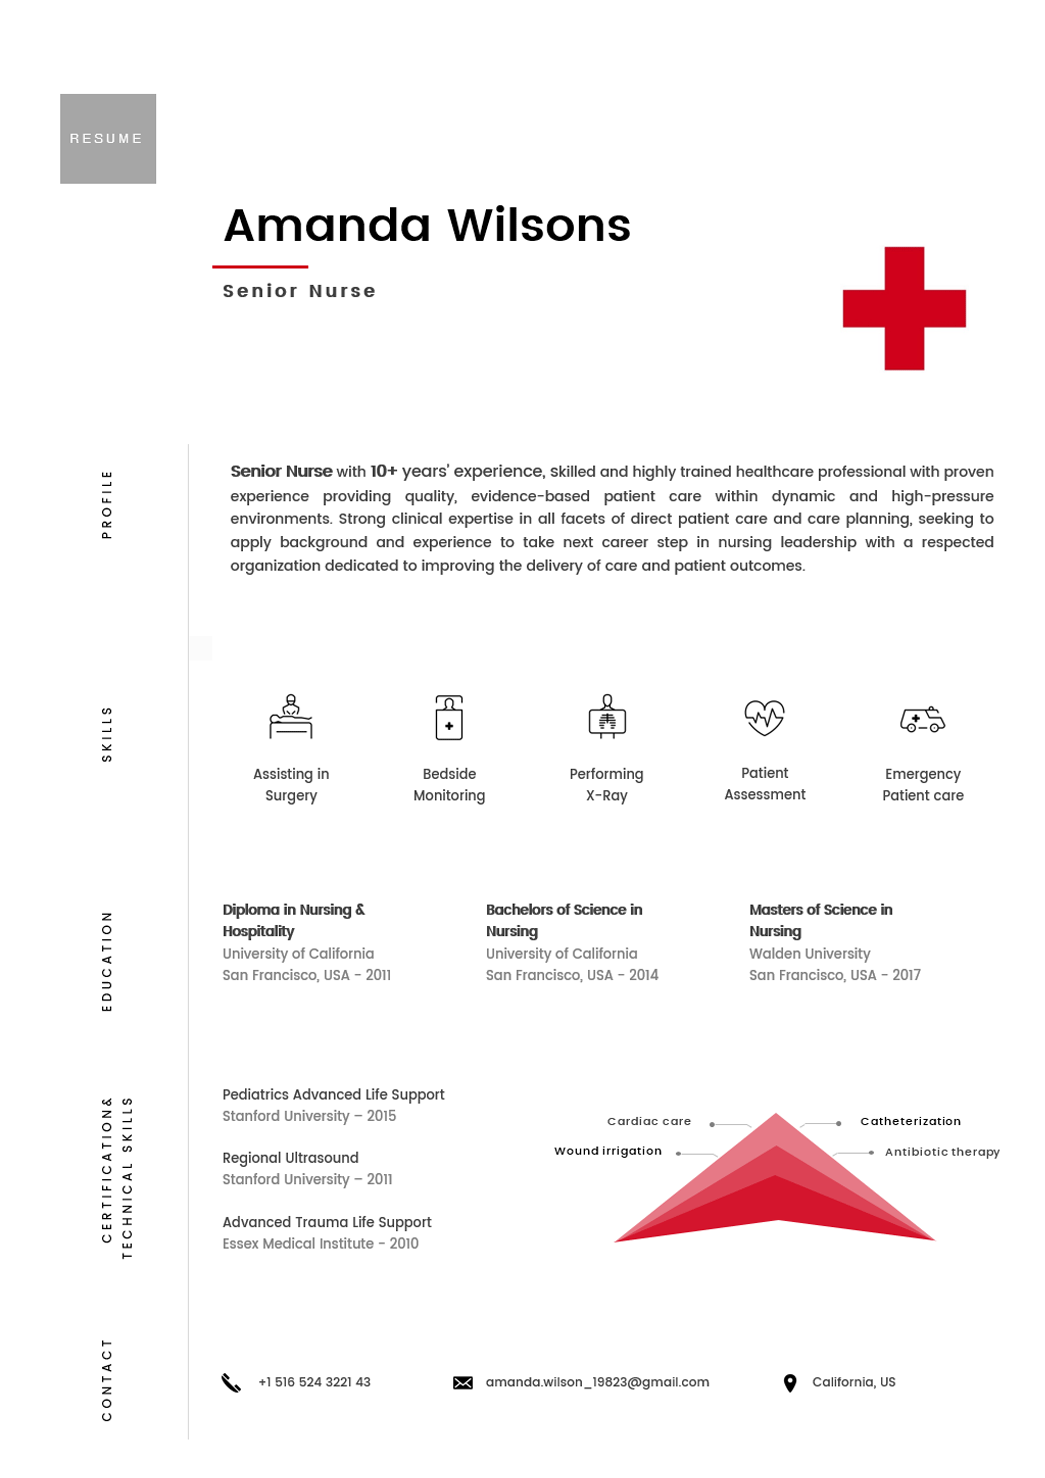 RESUME
Amanda Wilsons
Senior Nurse
PROFILE
Senior Nurse with 10+ years' experience, skilled and highly trained healthcare professional with proven
experience providing quality, evidence-based patient care within dynamic and high-pressure
environments. Strong clinical expertise in all facets of direct patient care and care planning, seeking to
apply background and experience to take next career step in nursing leadership with a respected
organization dedicated to improving the delivery of care and patient outcomes.
SKILLS
Assisting in
Surgery
Bedside
Monitoring
Performing
X-Ray
Patient
Assessment
Emergency
Patient care
EDUCATION
Diploma in Nursing &
Hospitality
University of California
San Francisco, USA - 2011
Bachelors of Science in
Nursing
University of California
San Francisco, USA - 2014
Masters of Science in
Nursing
Walden University
San Francisco, USA - 2017
CERTIFICATION&
TECHNICAL SKILLS
Pediatrics Advanced Life Support
Stanford University – 2015
Regional Ultrasound
Stanford University – 2011
Advanced Trauma Life Support
Essex Medical Institute - 2010
Cardiac care
Catheterization
Wound irrigation
Antibiotic therapy
CONTACT
+1 516 524 3221 43
amanda.wilson_19823@gmail.com
California, US